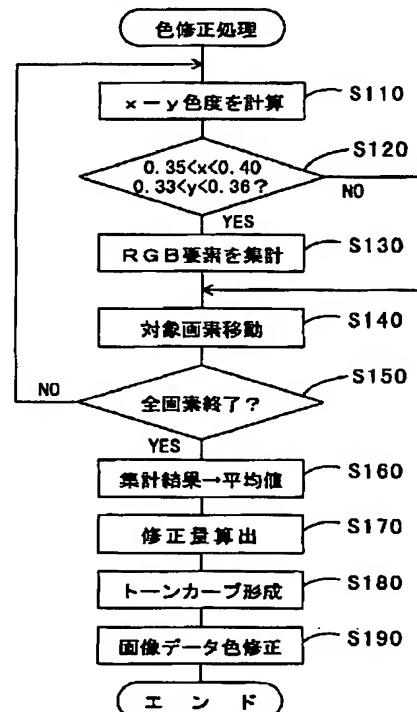 色修正処理
x－y色度を計算
S110
0.35<x<0.40
0.33<y<0.36？
S120
NO
YES
RGB要素を集計
S130
対象画素移動
S140
全画素終了？
S150
NO
YES
集計結果→平均値
S160
修正量算出
S170
トーンカーブ形成
S180
画像データ色修正
S190
エンド